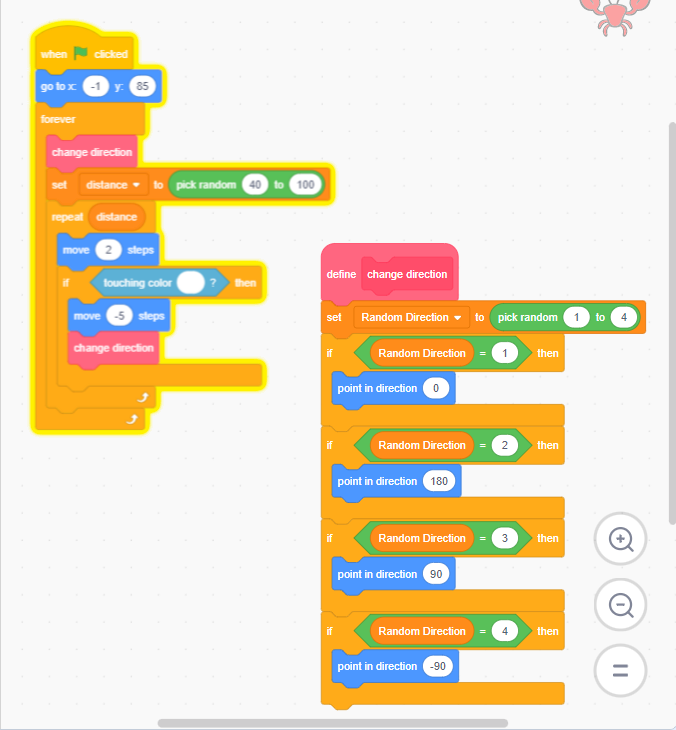 when clicked
go to x: -1 y: 85
forever
change direction
set distance to pick random 40 to 100
repeat distance
move 2 steps
if touching color ? then
move -5 steps
change direction
define change direction
set Random Direction to pick random 1 to 4
if Random Direction = 1 then
point in direction 0
if Random Direction = 2 then
point in direction 180
if Random Direction = 3 then
point in direction 90
if Random Direction = 4 then
point in direction -90